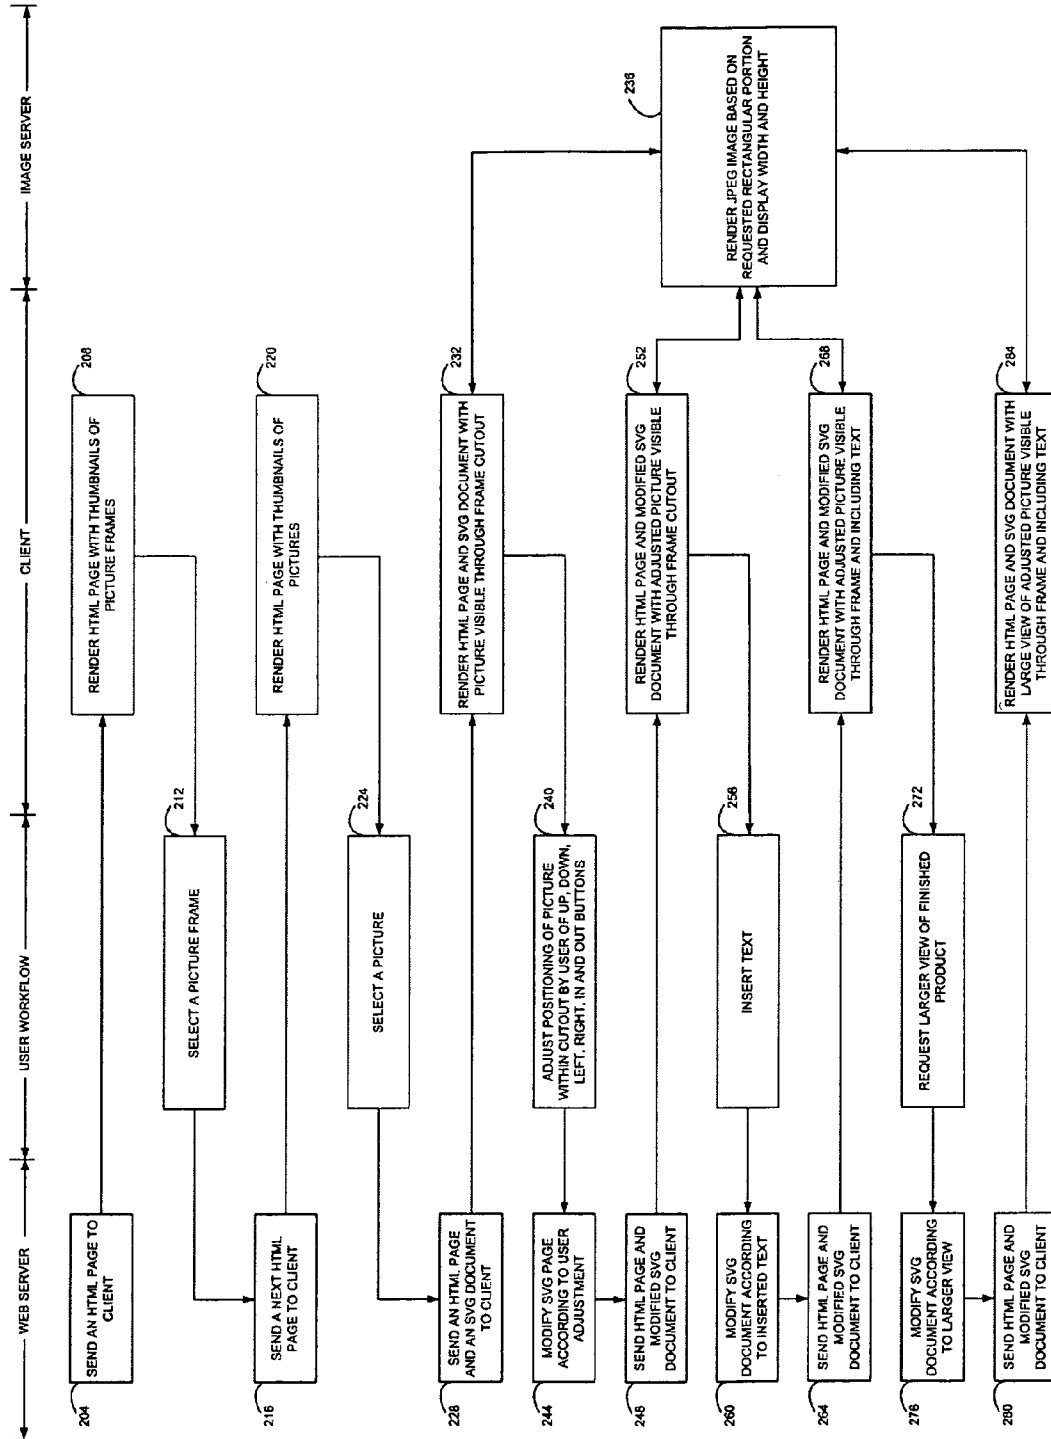 WEB SERVER
USER WORKFLOW
CLIENT
IMAGE SERVER
204
SEND AN HTML PAGE TO
CLIENT
208
RENDER HTML PAGE WITH THUMBNAILS OF
PICTURE FRAMES
212
SELECT A PICTURE FRAME
216
SEND A NEXT HTML
PAGE TO CLIENT
220
RENDER HTML PAGE WITH THUMBNAILS OF
PICTURES
224
SELECT A PICTURE
228
SEND AN HTML PAGE
AND AN SVG DOCUMENT
TO CLIENT
232
RENDER HTML PAGE AND SVG DOCUMENT WITH
PICTURE VISIBLE THROUGH FRAME CUTOUT
236
RENDER JPEG IMAGE BASED ON
REQUESTED RECTANGULAR PORTION
AND DISPLAY WIDTH AND HEIGHT
240
ADJUST POSITIONING OF PICTURE
WITHIN CUTOUT BY USER OF UP, DOWN,
LEFT, RIGHT, IN AND OUT BUTTONS
244
MODIFY SVG PAGE
ACCORDING TO USER
ADJUSTMENT
248
SEND HTML PAGE AND
MODIFIED SVG
DOCUMENT TO CLIENT
252
RENDER HTML PAGE AND MODIFIED SVG
DOCUMENT WITH ADJUSTED PICTURE VISIBLE
THROUGH FRAME CUTOUT
256
INSERT TEXT
260
MODIFY SVG
DOCUMENT ACCORDING
TO INSERTED TEXT
264
SEND HTML PAGE AND
MODIFIED SVG
DOCUMENT TO CLIENT
268
RENDER HTML PAGE AND MODIFIED SVG
DOCUMENT WITH ADJUSTED PICTURE VISIBLE
THROUGH FRAME AND INCLUDING TEXT
272
REQUEST LARGER VIEW OF FINISHED
PRODUCT
276
MODIFY SVG
DOCUMENT ACCORDING
TO LARGER VIEW
280
SEND HTML PAGE AND
MODIFIED SVG
DOCUMENT TO CLIENT
284
RENDER HTML PAGE AND SVG DOCUMENT WITH
LARGE VIEW OF ADJUSTED PICTURE VISIBLE
THROUGH FRAME AND INCLUDING TEXT